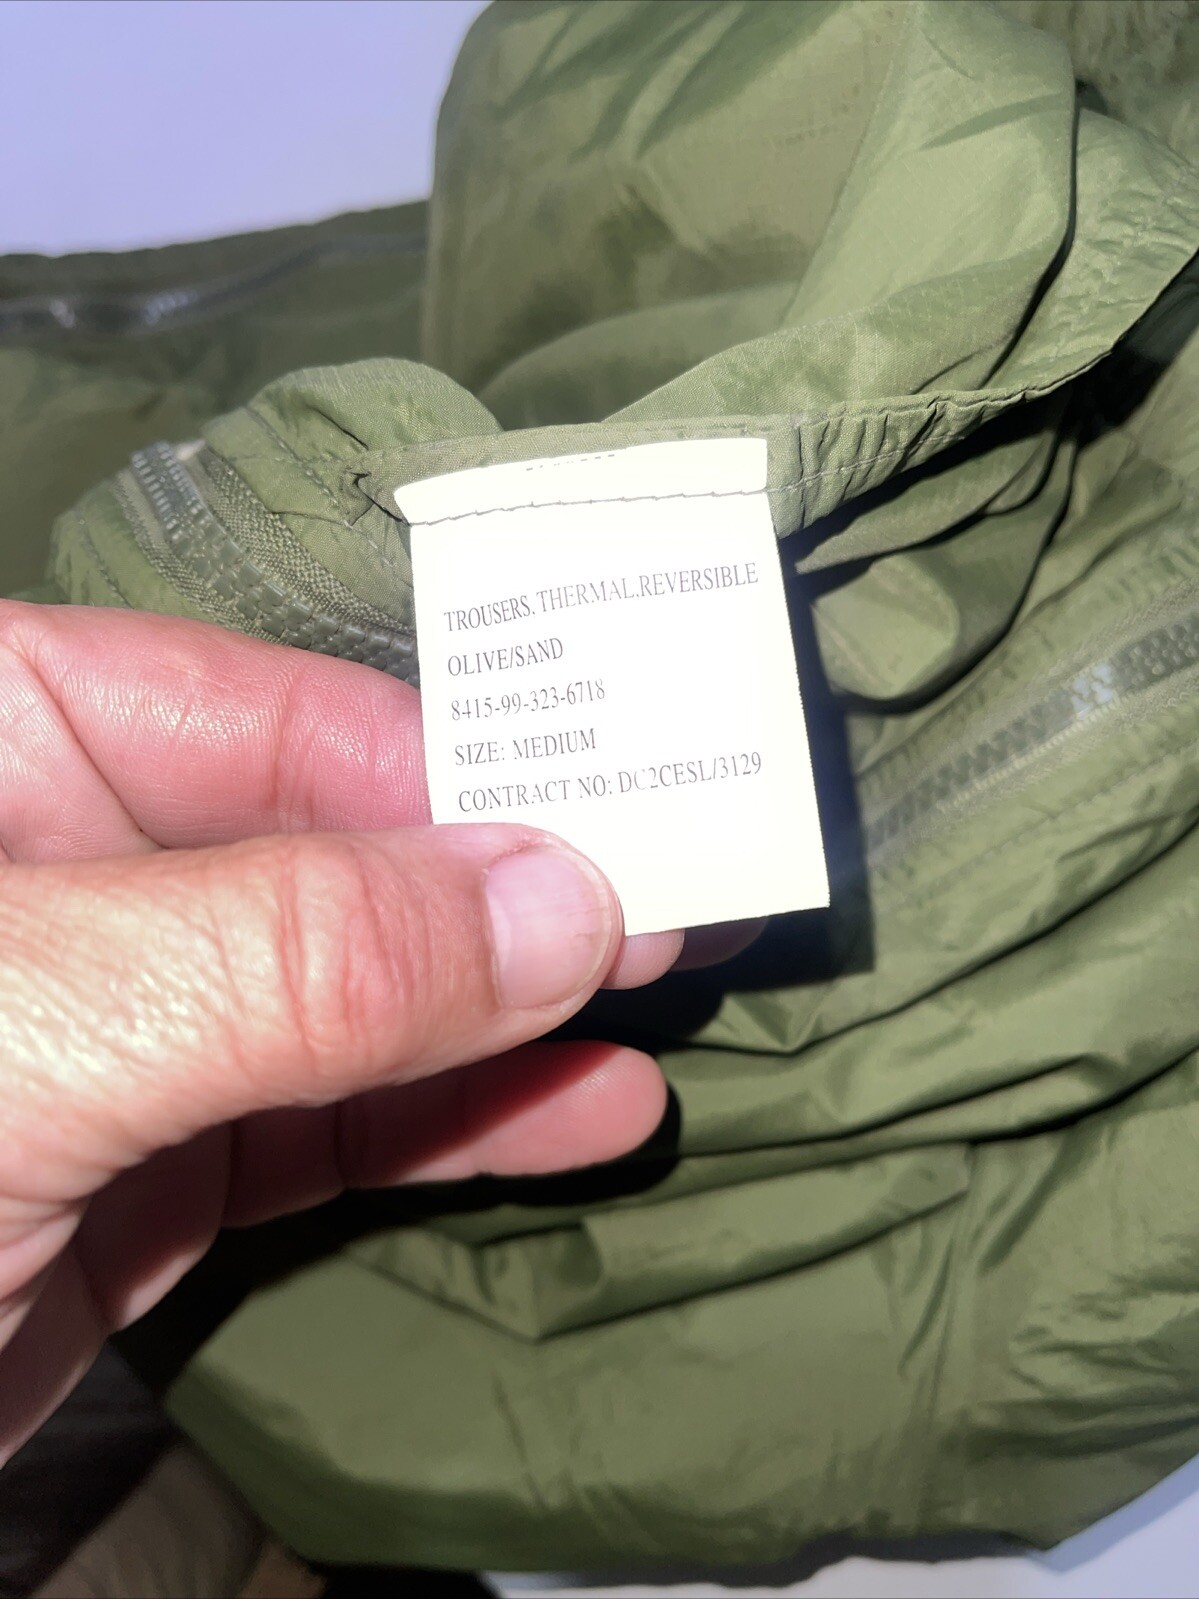 TROUSERS, THERMAL.REVERSIBLE
OLIVE/SAND
8415-99-323-6718
SIZE: MEDIUM
CONTRACT NO: DC2CESL/3129